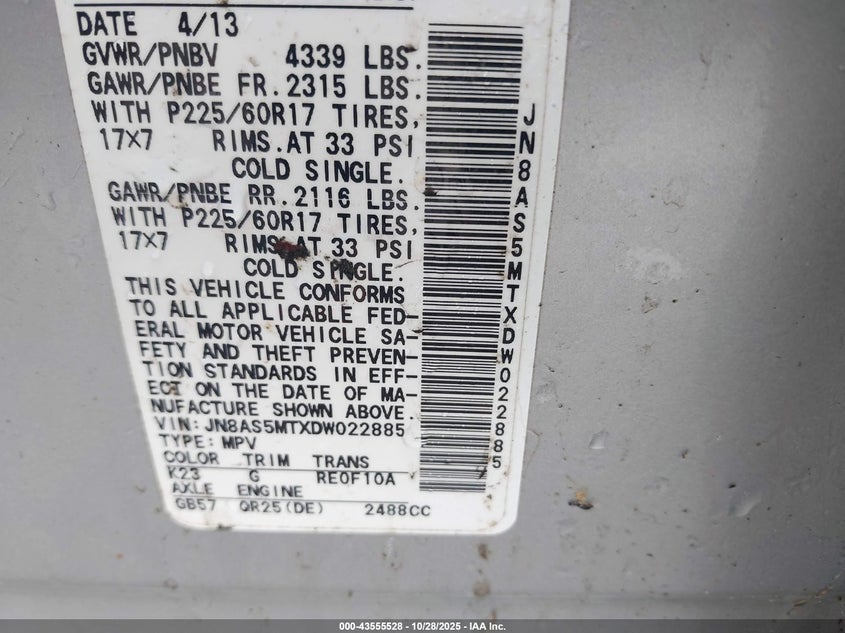 DATE 4/13
GVWR/PNBV 4339 LBS.
GAWR/PNBE FR. 2315 LBS.
WITH P225/60R17 TIRES,
17X7 RIMS. AT 33 PSI
COLD SINGLE.
GAWR/PNBE RR. 2116 LBS.
WITH P225/60R17 TIRES,
17X7 RIMS AT 33 PSI
COLD SINGLE.
THIS VEHICLE CONFORMS
TO ALL APPLICABLE FED-
ERAL MOTOR VEHICLE SA-
FETY AND THEFT PREVEN-
TION STANDARDS IN EFF-
ECT ON THE DATE OF MA-
NUFACTURE SHOWN ABOVE.
VIN: JN8AS5MTXDW022885
TYPE: MPV
COLOR TRIM TRANS
K23 G RE0F10A
AXLE ENGINE
GB57 QR25(DE) 2488CC
JN8AS5MTXDW022885
000-43555528 - 10/28/2025 - IAA Inc.